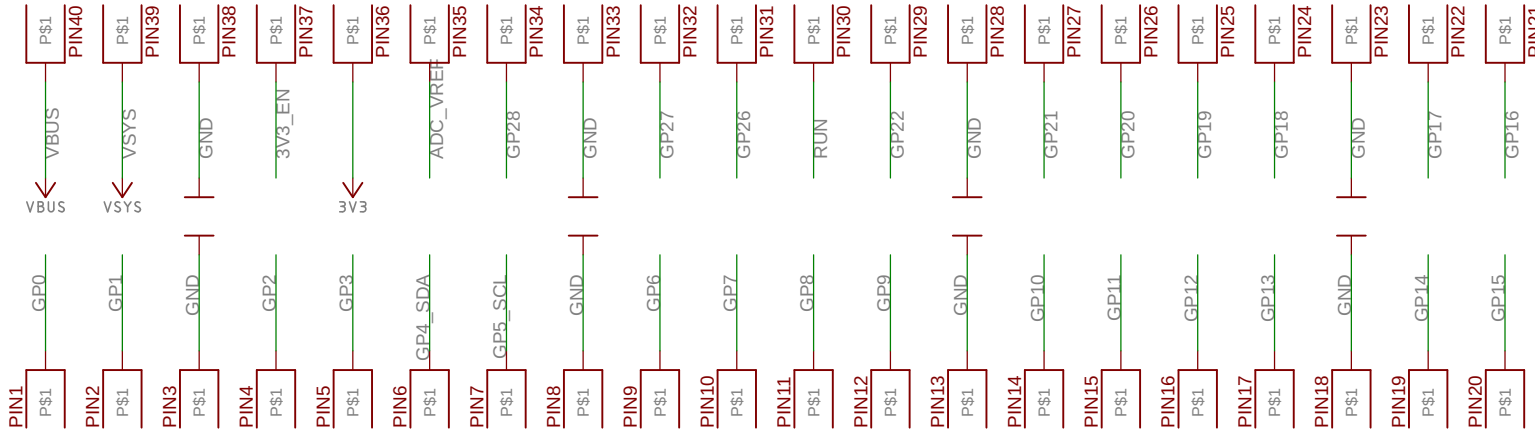 P$1 P$1 P$1 P$1 P$1 P$1 P$1 P$1 P$1 P$1 P$1 P$1 P$1 P$1 P$1 P$1 P$1 P$1 P$1 P$1
PIN40 PIN39 PIN38 PIN37 PIN36 PIN35 PIN34 PIN33 PIN32 PIN31 PIN30 PIN29 PIN28 PIN27 PIN26 PIN25 PIN24 PIN23 PIN22
VBUS VSYS GND 3V3_EN ADC_VREF GP28 GND GP27 GP26 RUN GP22 GND GP21 GP20 GP19 GP18 GND GP17 GP16
VBUS VSYS 3V3
GP0 GP1 GND GP2 GP3 GP4_SDA GP5_SCL GND GP6 GP7 GP8 GP9 GND GP10 GP11 GP12 GP13 GND GP14 GP15
PIN1 PIN2 PIN3 PIN4 PIN5 PIN6 PIN7 PIN8 PIN9 PIN10 PIN11 PIN12 PIN13 PIN14 PIN15 PIN16 PIN17 PIN18 PIN19 PIN20
P$1 P$1 P$1 P$1 P$1 P$1 P$1 P$1 P$1 P$1 P$1 P$1 P$1 P$1 P$1 P$1 P$1 P$1 P$1 P$1